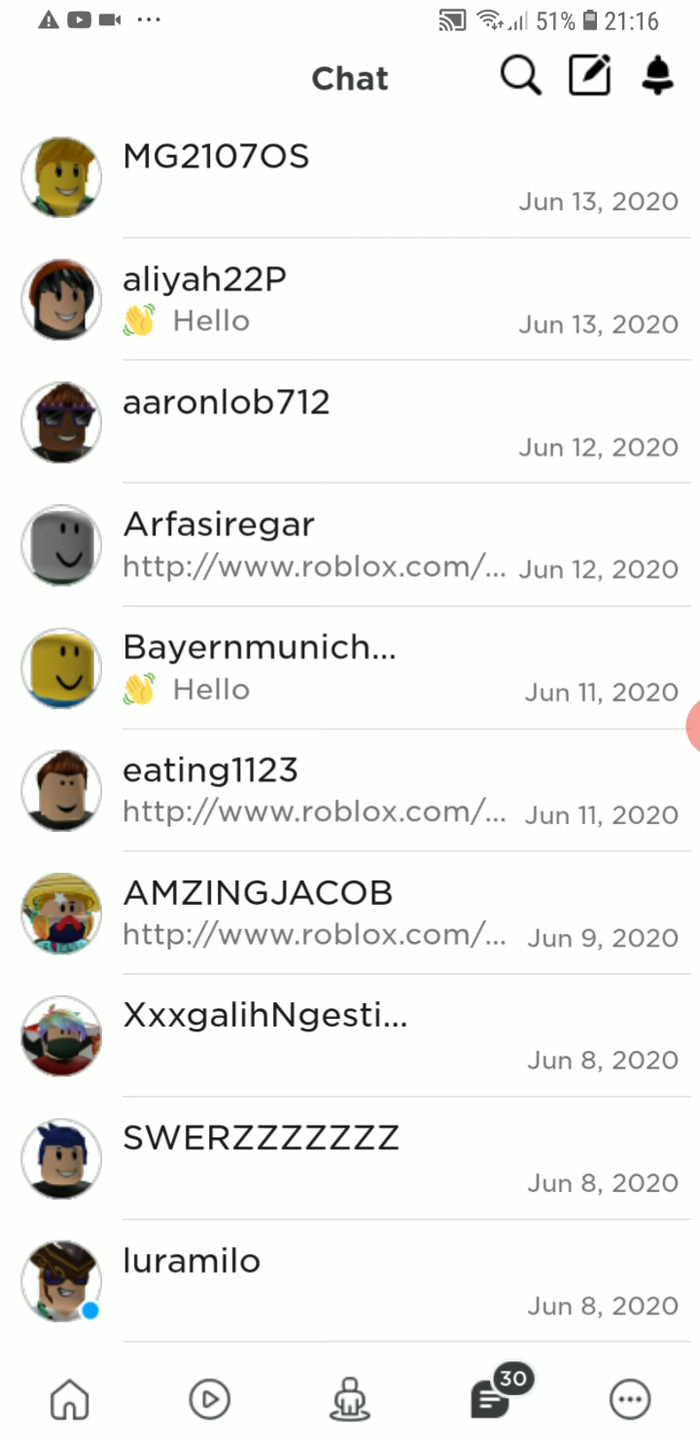 51% 21:16
Chat
MG2107OS
Jun 13, 2020
aliyah22P
👋 Hello
Jun 13, 2020
aaronlob712
Jun 12, 2020
Arfasiregar
http://www.roblox.com/... Jun 12, 2020
Bayernmunich...
👋 Hello
Jun 11, 2020
eating1123
http://www.roblox.com/... Jun 11, 2020
AMZINGJACOB
http://www.roblox.com/... Jun 9, 2020
XxxgalihNgesti...
Jun 8, 2020
SWERZZZZZZZ
Jun 8, 2020
luramilo
Jun 8, 2020
30